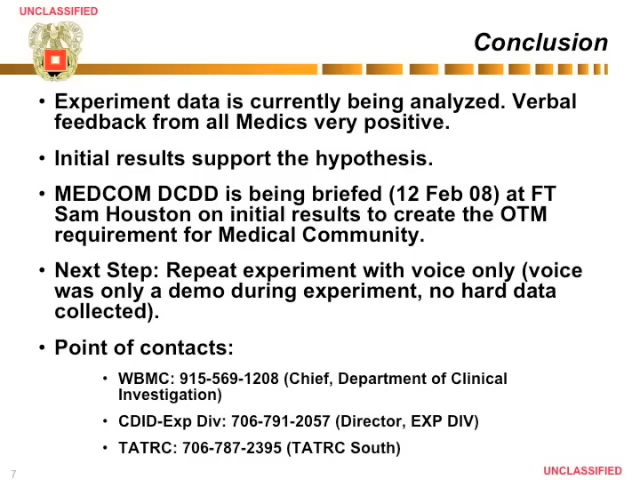 UNCLASSIFIED
Conclusion
• Experiment data is currently being analyzed. Verbal
feedback from all Medics very positive.
• Initial results support the hypothesis.
• MEDCOM DCDD is being briefed (12 Feb 08) at FT
Sam Houston on initial results to create the OTM
requirement for Medical Community.
• Next Step: Repeat experiment with voice only (voice
was only a demo during experiment, no hard data
collected).
• Point of contacts:
• WBMC: 915-569-1208 (Chief, Department of Clinical
Investigation)
• CDID-Exp Div: 706-791-2057 (Director, EXP DIV)
• TATRC: 706-787-2395 (TATRC South)
7
UNCLASSIFIED